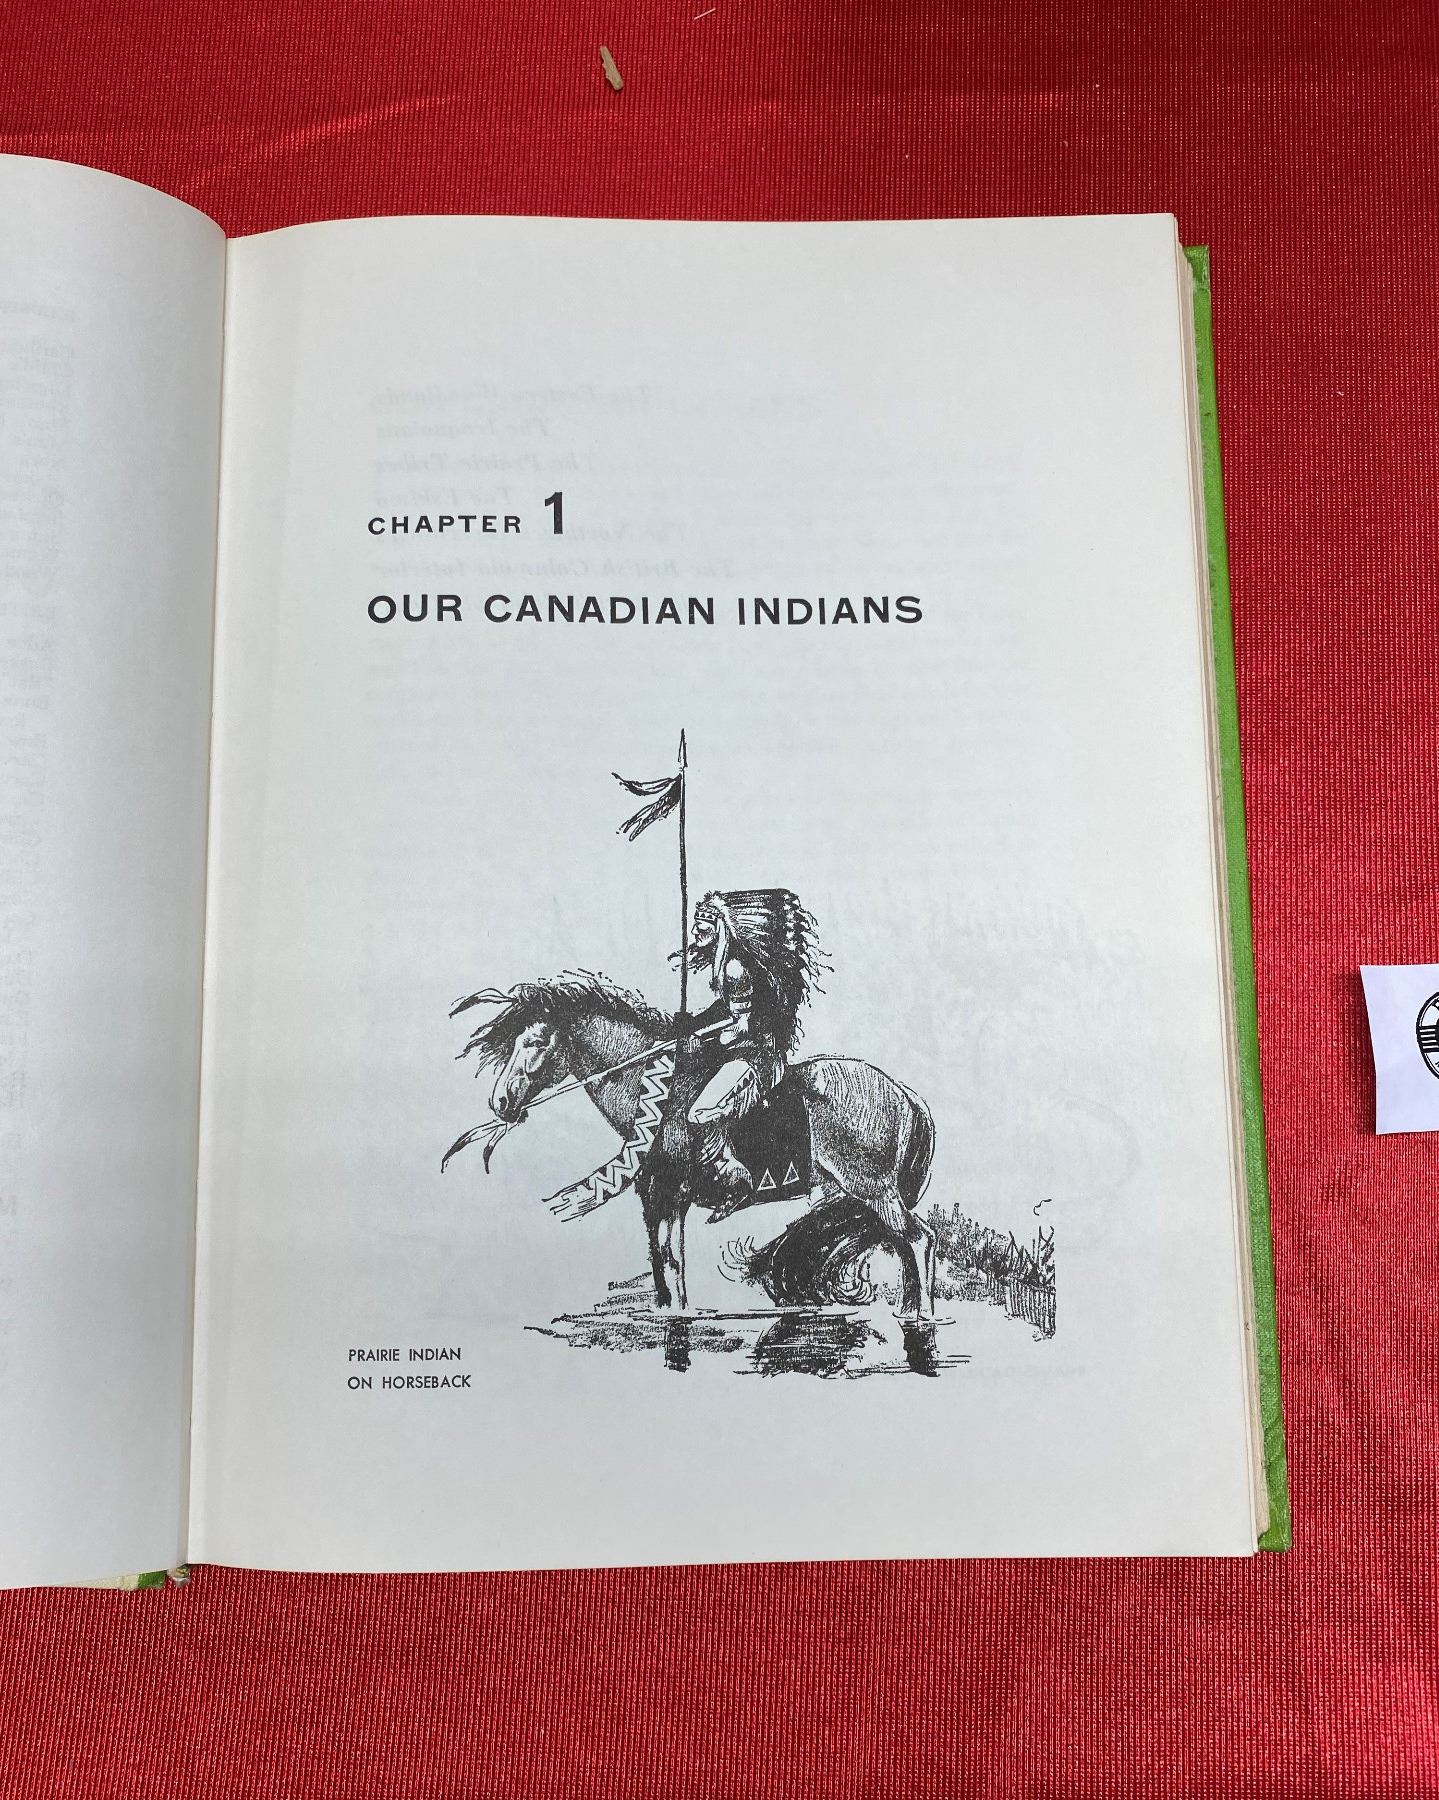 CHAPTER 1
OUR CANADIAN INDIANS
PRAIRIE INDIAN
ON HORSEBACK